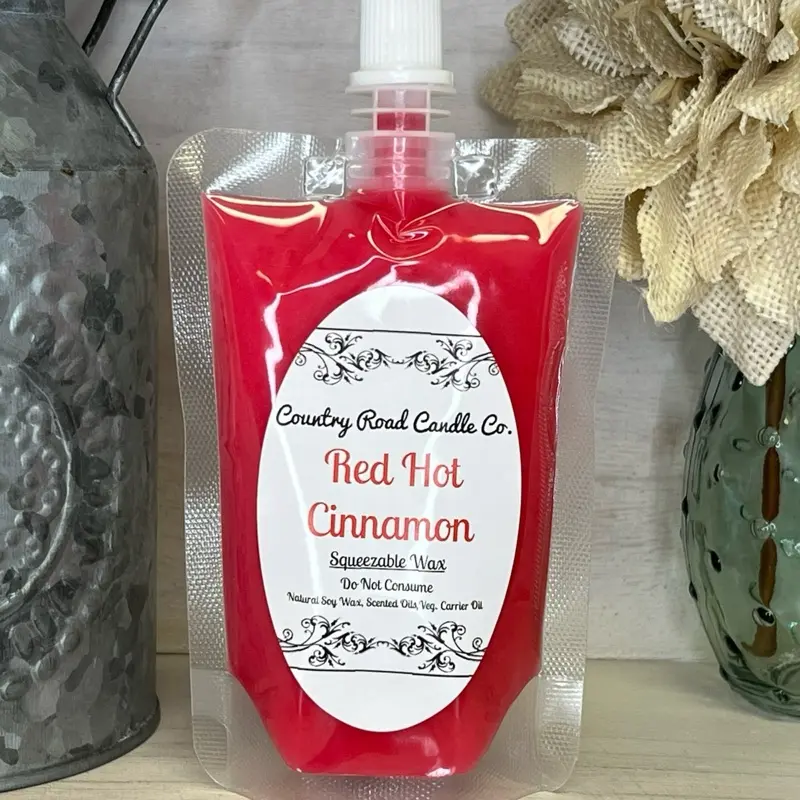 Country Road Candle Co.
Red Hot
Cinnamon
Squeezable Wax
Do Not Consume
Natural Soy Wax, Scented Oils, Veg. Carrier Oil